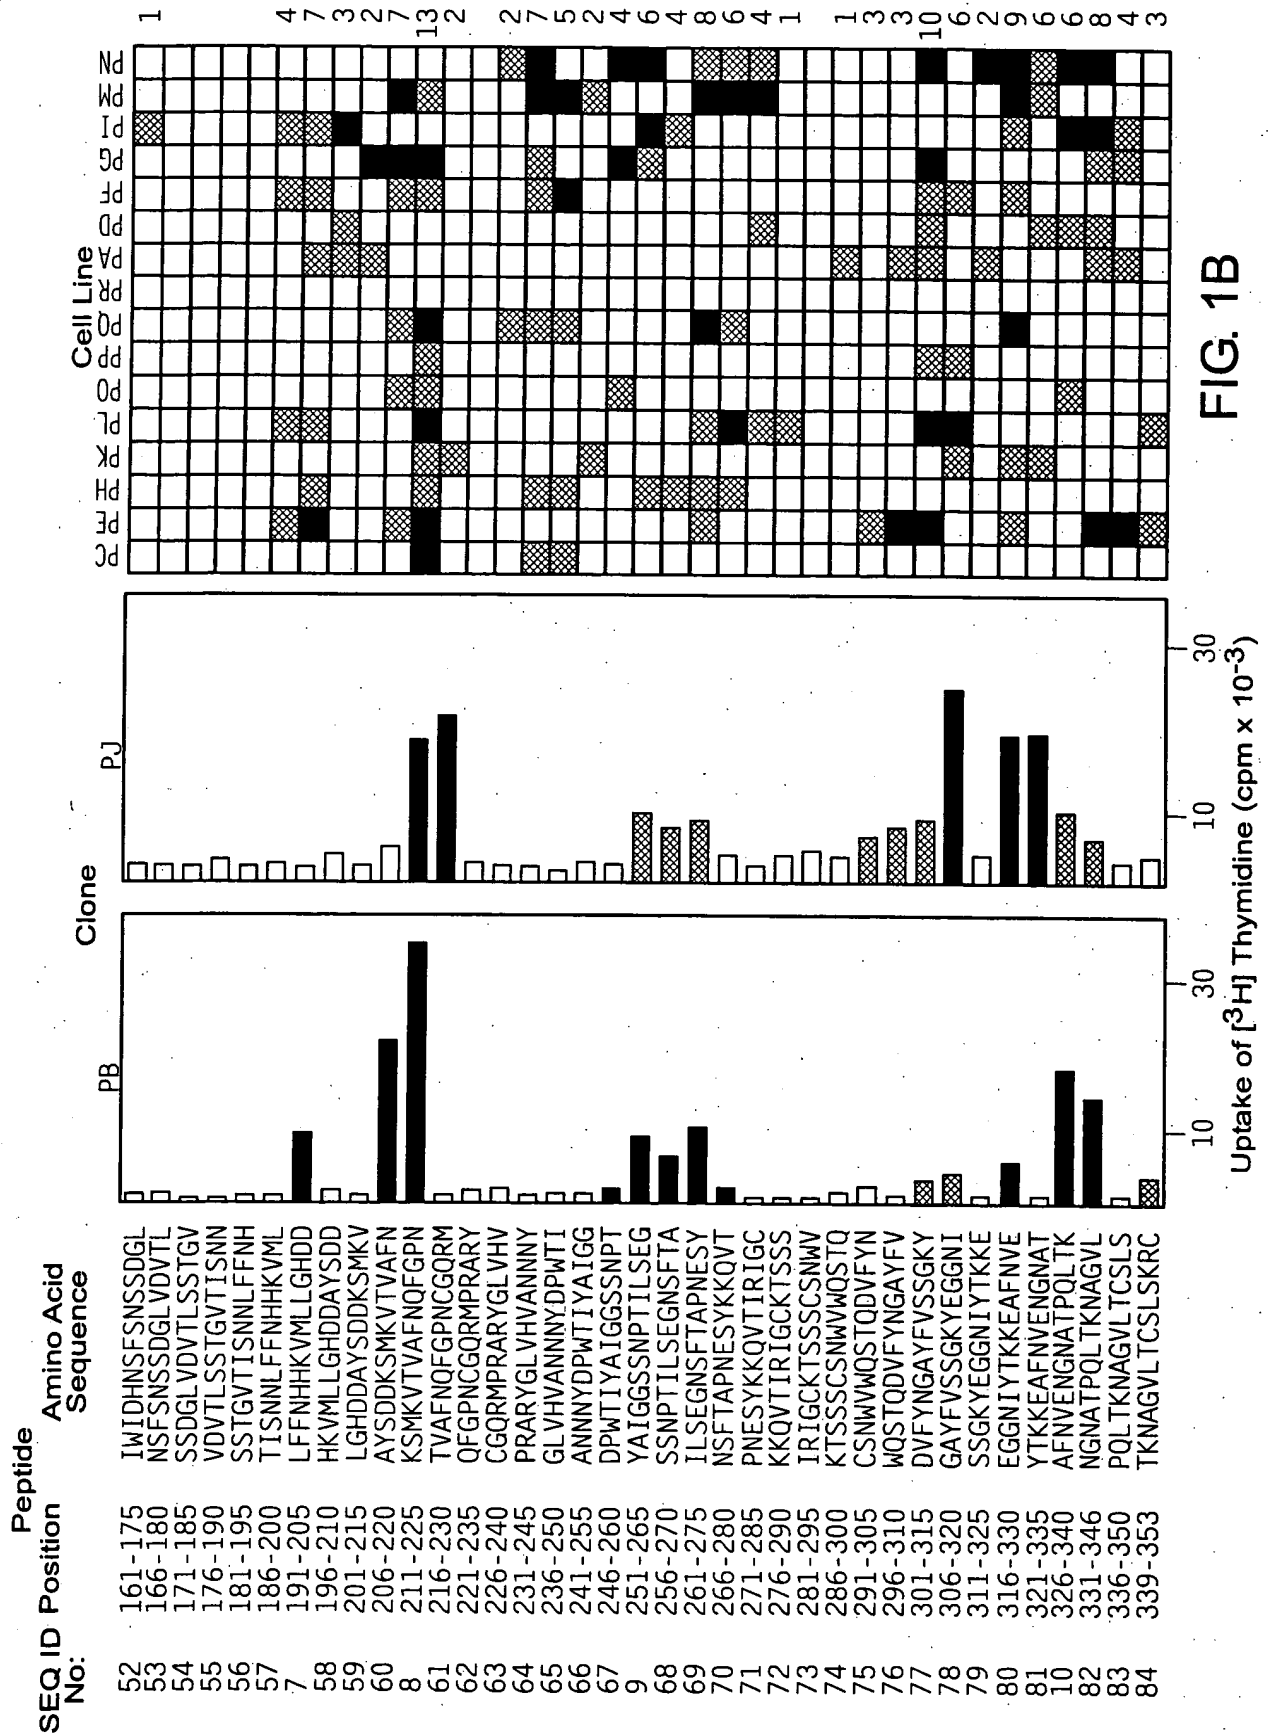 Peptide
Clone
Cell Line
SEQ ID No:
Position
Amino Acid Sequence
PB
PJ
PC PE PH PK PL PO PP PQ PR PA PD PF PG PI PM PN
52 161-175 IWIDHNSFSNSSDGL 1
53 166-180 NSFSNSSDGLVDVTL
54 171-185 SSDGLVDVTLSSTGV
55 176-190 VDVTLSSTGVTISNN
56 181-195 SSTGVTISNNLFFNH
57 186-200 TISNNLFFNHHKVML 4
7 191-205 LFFNHHKVMLLGHDD 7
58 196-210 HKVMLLGHDDAYSDD 3
59 201-215 LGHDDAYSDDKSMKV 2
60 206-220 AYSDDKSMKVTVAFN 7
8 211-225 KSMKVTVAFNQFGPN 13
61 216-230 TVAFNQFGPNCGQRM 2
62 221-235 QFGPNCGQRMPRARY
63 226-240 CGQRMPRARYGLVHV 2
64 231-245 PRARYGLVHVANNNY 7
65 236-250 GLVHVANNNYDPWTI 5
66 241-255 ANNNYDPWTIYAIGG 2
67 246-260 DPWTIYAIGGSSNPT 4
9 251-265 YAIGGSSNPTILSEG 6
68 256-270 SSNPTILSEGNSFTA 4
69 261-275 ILSEGNSFTAPNESY 8
70 266-280 NSFTAPNESYKKQVT 6
71 271-285 PNESYKKQVTIRIGC 4
72 276-290 KKQVTIRIGCKTSSS 1
73 281-295 IRIGCKTSSSCSNWV
74 286-300 KTSSSCSNWVWQSTQ 1
75 291-305 CSNWVWQSTQDVFYN 3
76 296-310 WQSTQDVFYNGAYFV 3
77 301-315 DVFYNGAYFVSSGKY 10
78 306-320 GAYFVSSGKYEGGNI 6
79 311-325 SSGKYEGGNIYTKKE 2
80 316-330 EGGNIYTKKEAFNVE 9
81 321-335 YTKKEAFNVENGNAT 6
10 326-340 AFNVENGNATPQLTK 6
82 331-346 NGNATPQLTKNAGVL 8
83 336-350 PQLTKNAGVLTCSLS 4
84 339-353 TKNAGVLTCSLSKRC 3
10 30
10 30
Uptake of [3H] Thymidine (cpm x 10-3)
FIG. 1B